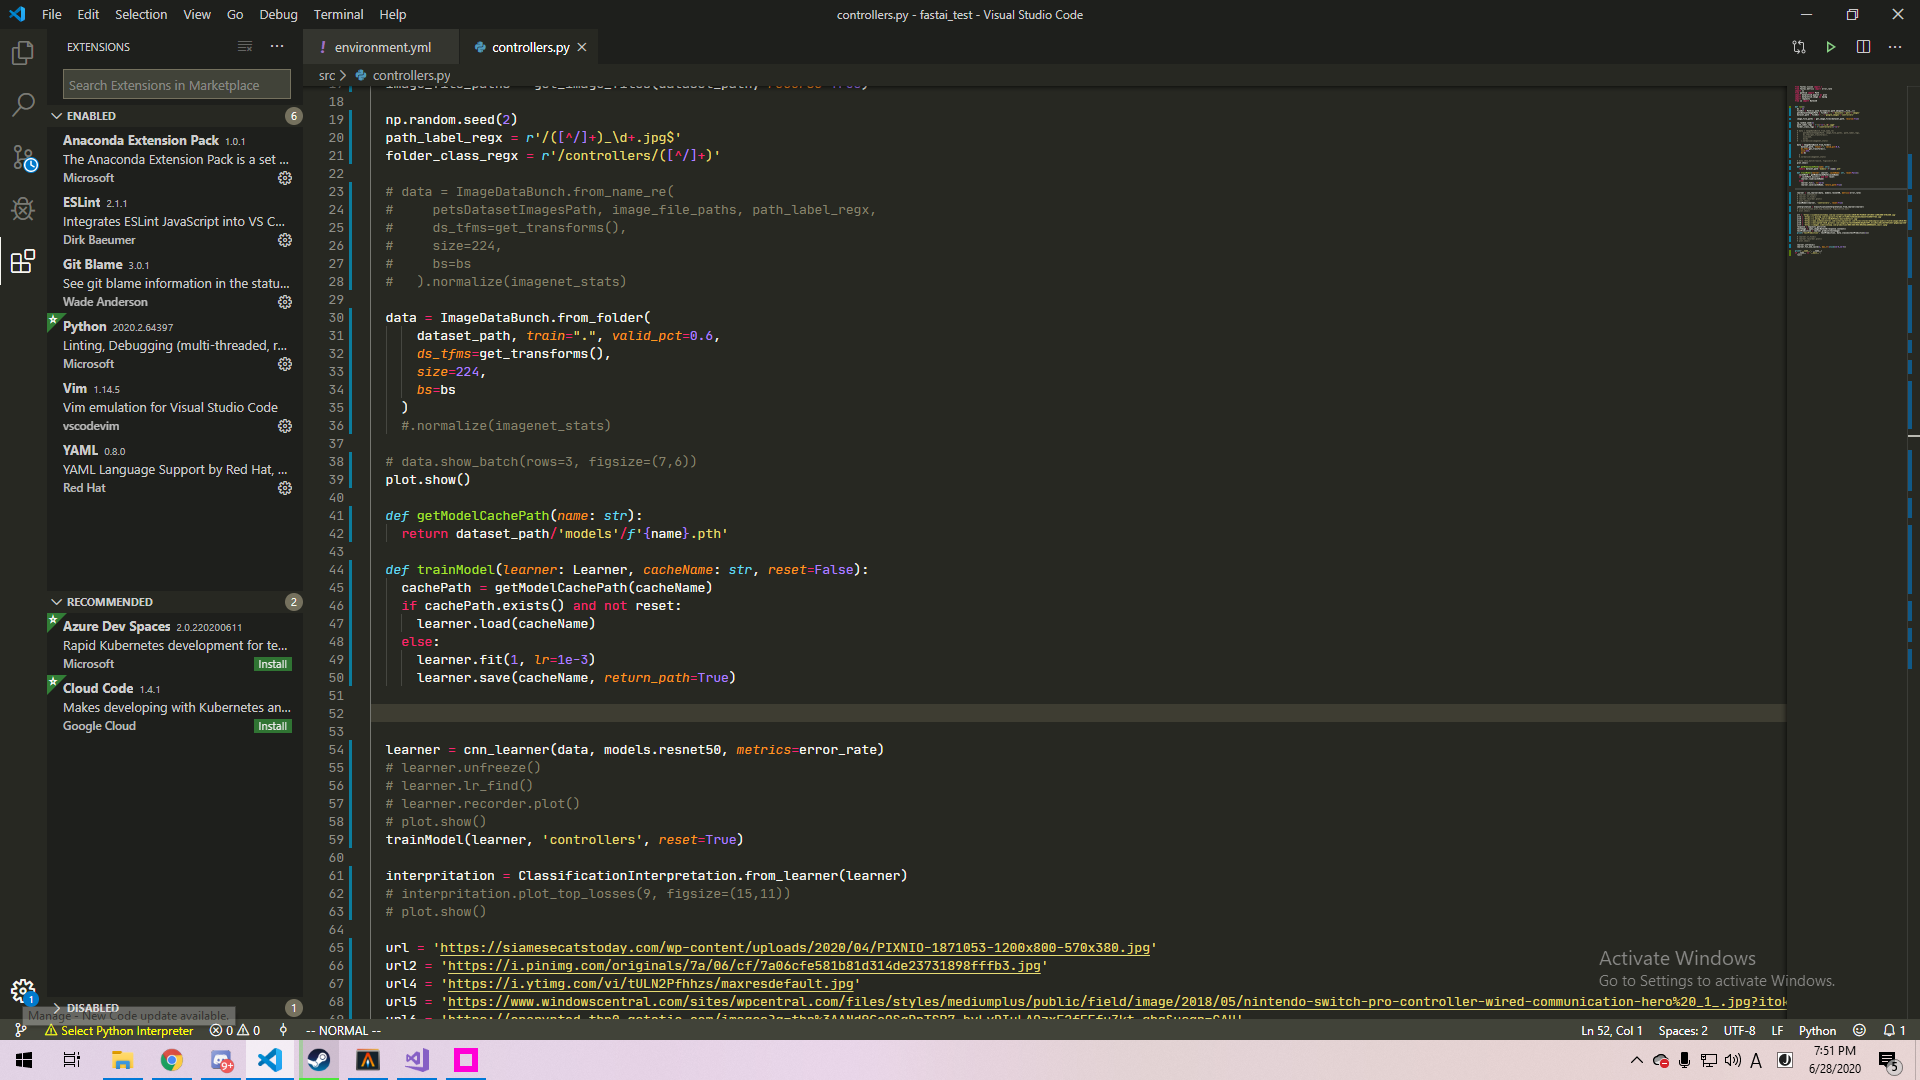 File Edit Selection View Go Debug Terminal Help
controllers.py - fastai_test - Visual Studio Code
EXTENSIONS
Search Extensions in Marketplace
ENABLED 6
Anaconda Extension Pack 1.0.1
The Anaconda Extension Pack is a set ...
Microsoft
ESLint 2.1.1
Integrates ESLint JavaScript into VS C...
Dirk Baeumer
Git Blame 3.0.1
See git blame information in the statu...
Wade Anderson
Python 2020.2.64397
Linting, Debugging (multi-threaded, r...
Microsoft
Vim 1.14.5
Vim emulation for Visual Studio Code
vscodevim
YAML 0.8.0
YAML Language Support by Red Hat, ...
Red Hat
RECOMMENDED 2
Azure Dev Spaces 2.0.220200611
Rapid Kubernetes development for te...
Microsoft Install
Cloud Code 1.4.1
Makes developing with Kubernetes an...
Google Cloud Install
DISABLED 1
Manage - New Code update available.
! environment.yml controllers.py
src > controllers.py
18
19 np.random.seed(2)
20 path_label_regx = r'/([^/]+)_\d+.jpg$'
21 folder_class_regx = r'/controllers/([^/]+)'
22
23 # data = ImageDataBunch.from_name_re(
24 #     petsDatasetImagesPath, image_file_paths, path_label_regx,
25 #     ds_tfms=get_transforms(),
26 #     size=224,
27 #     bs=bs
28 #   ).normalize(imagenet_stats)
29
30 data = ImageDataBunch.from_folder(
31     dataset_path, train=".", valid_pct=0.6,
32     ds_tfms=get_transforms(),
33     size=224,
34     bs=bs
35   )
36   #.normalize(imagenet_stats)
37
38 # data.show_batch(rows=3, figsize=(7,6))
39 plot.show()
40
41 def getModelCachePath(name: str):
42   return dataset_path/'models'/f'{name}.pth'
43
44 def trainModel(learner: Learner, cacheName: str, reset=False):
45   cachePath = getModelCachePath(cacheName)
46   if cachePath.exists() and not reset:
47     learner.load(cacheName)
48   else:
49     learner.fit(1, lr=1e-3)
50     learner.save(cacheName, return_path=True)
51
52
53
54 learner = cnn_learner(data, models.resnet50, metrics=error_rate)
55 # learner.unfreeze()
56 # learner.lr_find()
57 # learner.recorder.plot()
58 # plot.show()
59 trainModel(learner, 'controllers', reset=True)
60
61 interpritation = ClassificationInterpretation.from_learner(learner)
62 # interpritation.plot_top_losses(9, figsize=(15,11))
63 # plot.show()
64
65 url = 'https://siamesecatstoday.com/wp-content/uploads/2020/04/PIXNIO-1871053-1200x800-570x380.jpg'
66 url2 = 'https://i.pinimg.com/originals/7a/06/cf/7a06cfe581b81d314de23731898fffb3.jpg'
67 url4 = 'https://i.ytimg.com/vi/tULN2Pfhhzs/maxresdefault.jpg'
68 url5 = 'https://www.windowscentral.com/sites/wpcentral.com/files/styles/mediumplus/public/field/image/2018/05/nintendo-switch-pro-controller-wired-communication-hero%20_1_.jpg?itok
Activate Windows
Go to Settings to activate Windows.
Select Python Interpreter 0 0 -- NORMAL -- Ln 52, Col 1 Spaces: 2 UTF-8 LF Python 1
9+ A 7:51 PM
6/28/2020 5